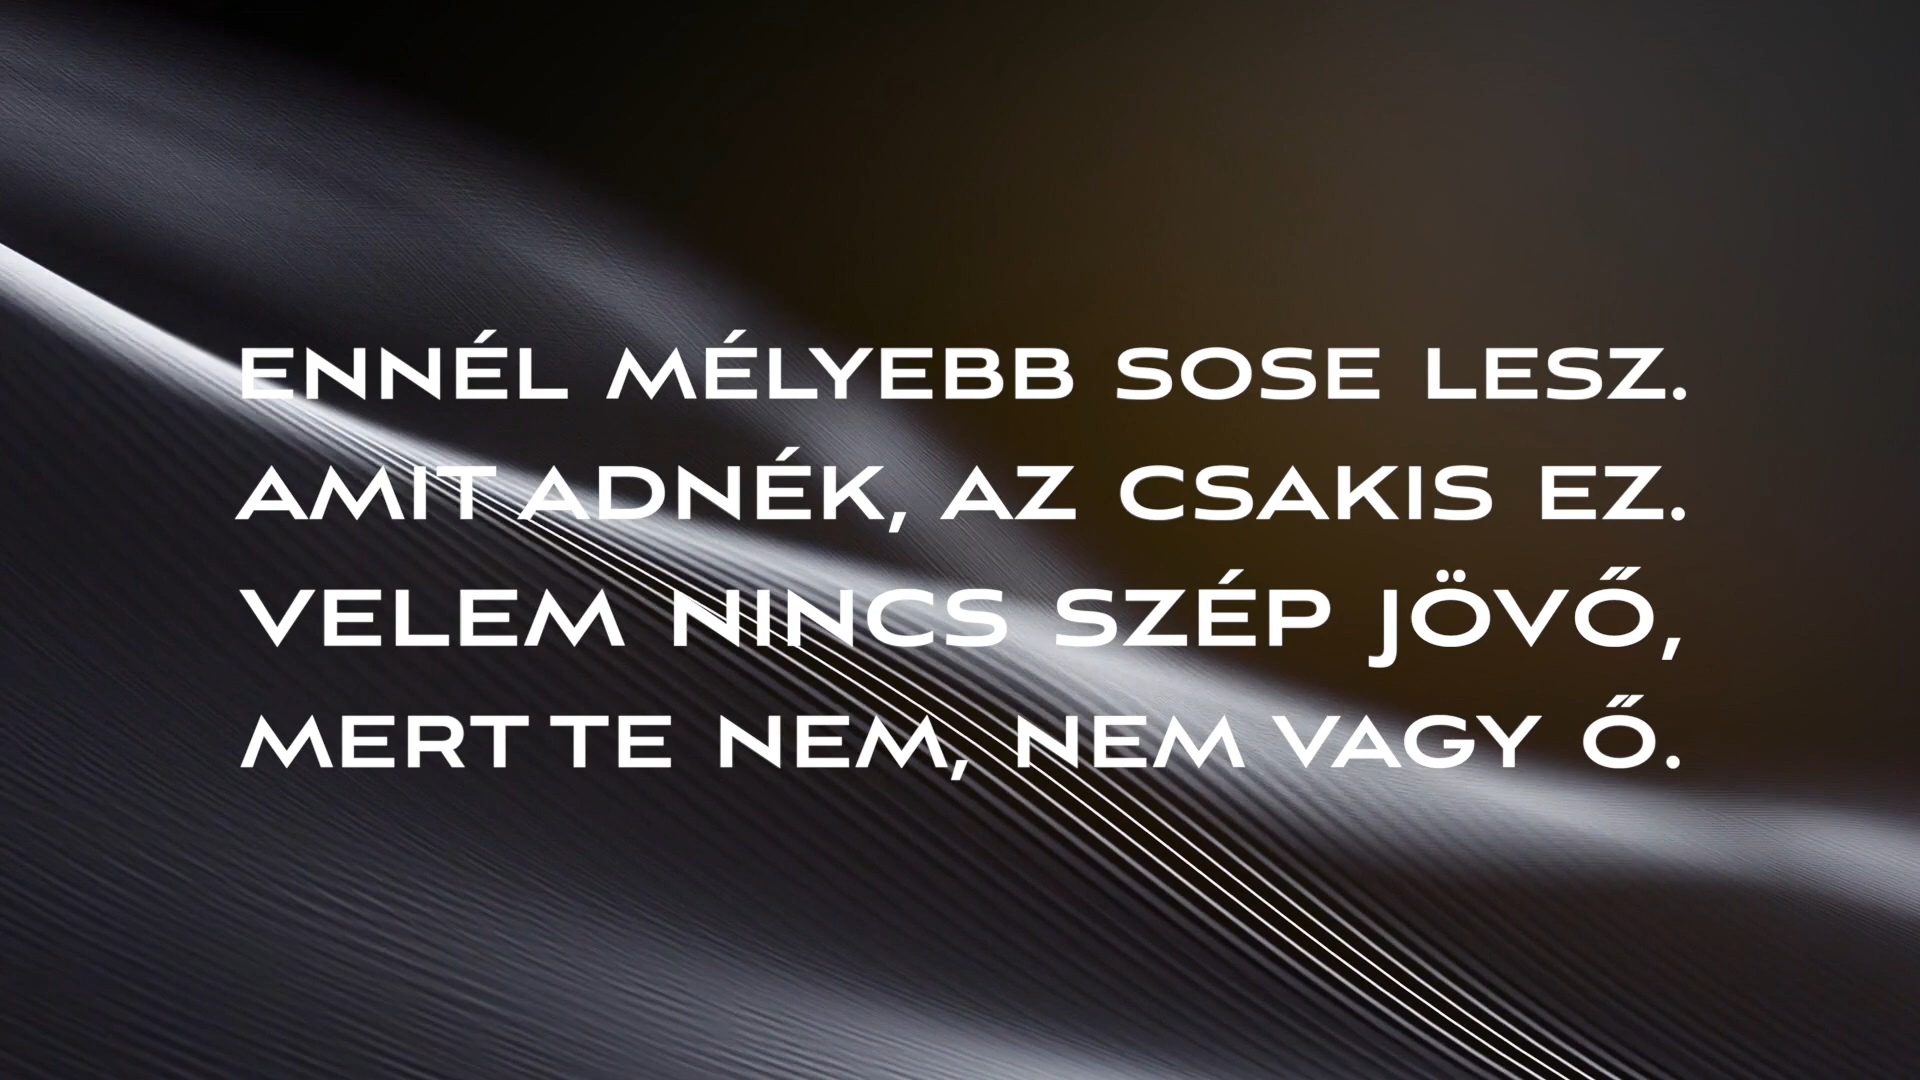 ENNÉL MÉLYEBB SOSE LESZ.
AMIT ADNÉK, AZ CSAKIS EZ.
VELEM NINCS SZÉP JÖVŐ,
MERT TE NEM, NEM VAGY Ő.